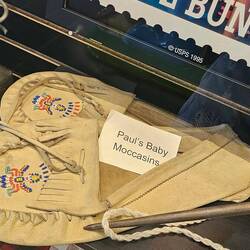 E BUN
© USPS 1995
Paul's Baby
Moccasins